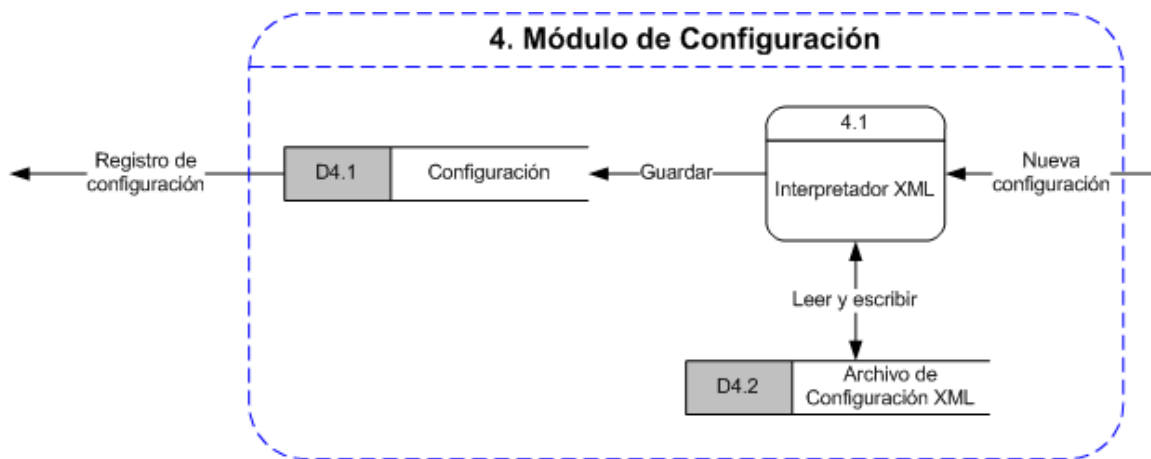 4. Módulo de Configuración
4.1
Registro de
configuración
D4.1
Configuración
Guardar
Interpretador XML
Nueva
configuración
Leer y escribir
D4.2
Archivo de
Configuración XML